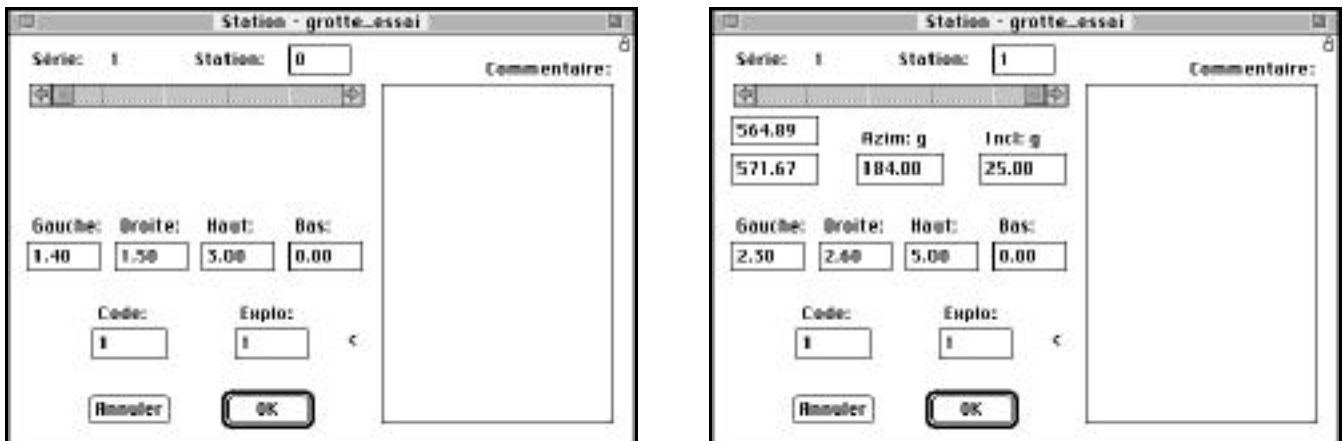 Station - grotte_essai
Série: 1 Station: 0
Commentaire:
Gauche: Droite: Haut: Bas:
1.40 1.50 3.00 0.00
Code: Explo:
1 1 <
Annuler OK
Station - grotte_essai
Série: 1 Station: 1
Commentaire:
564.89
Azim: g Incl: g
571.67 184.00 25.00
Gauche: Droite: Haut: Bas:
2.30 2.60 5.00 0.00
Code: Explo:
1 1 <
Annuler OK